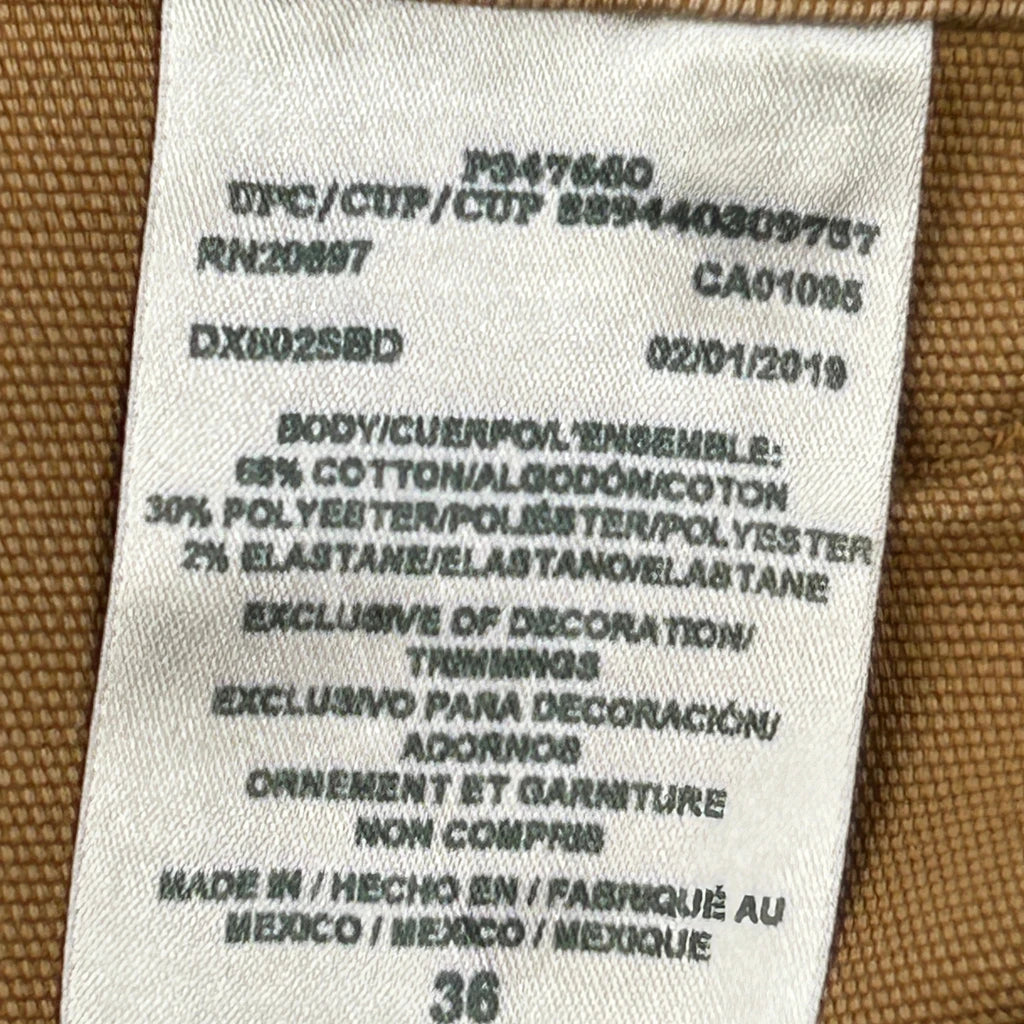 P347660
UPC/CUP/CUP 889440309757
RN20697
CA01095
DX802SBD
02/01/2019
BODY/CUERPO/L'ENSEMBLE:
68% COTTON/ALGODÓN/COTON
30% POLYESTER/POLIÉSTER/POLYESTER
2% ELASTANE/ELASTANO/ELASTANE
EXCLUSIVE OF DECORATION/
TRIMMINGS
EXCLUSIVO PARA DECORACIÓN/
ADORNOS
ORNEMENT ET GARNITURE
NON COMPRIS
MADE IN / HECHO EN / FABRIQUÉ AU
MEXICO / MEXICO / MEXIQUE
36